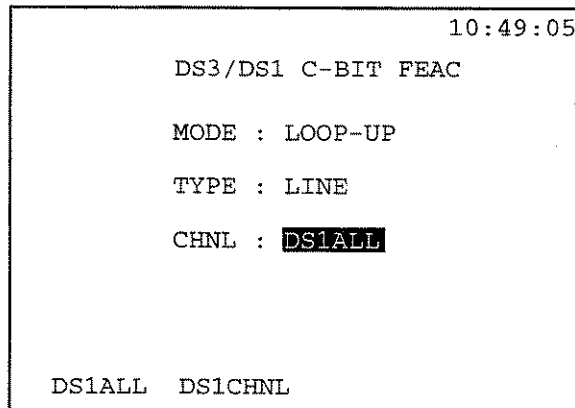 10:49:05
DS3/DS1 C-BIT FEAC
MODE : LOOP-UP
TYPE : LINE
CHNL : DS1ALL
DS1ALL DS1CHNL